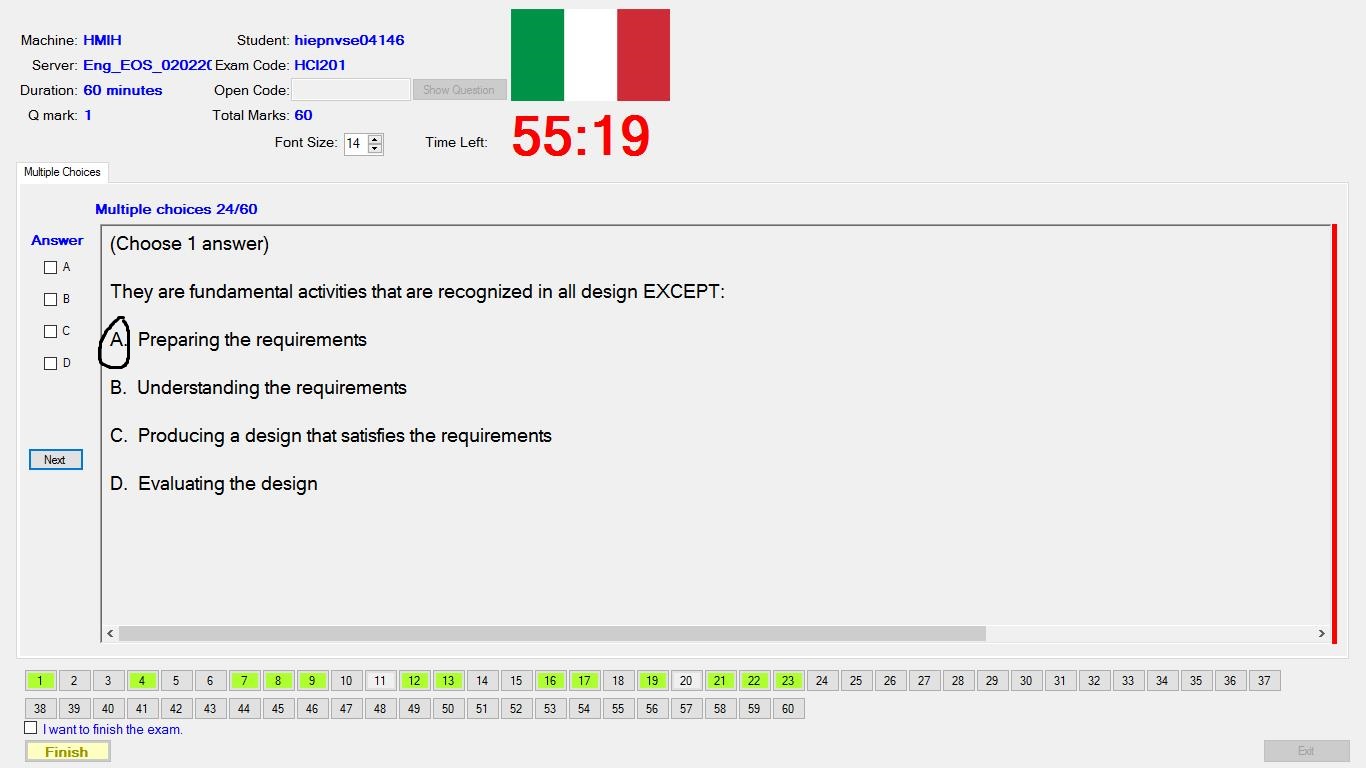 Machine: HMIH Student: hiepnvse04146
Server: Eng_EOS_020220 Exam Code: HCI201
Duration: 60 minutes Open Code: Show Question
Q mark: 1 Total Marks: 60
Font Size: 14 Time Left: 55:19
Multiple Choices
Multiple choices 24/60
Answer
A
B
C
D
Next
(Choose 1 answer)
They are fundamental activities that are recognized in all design EXCEPT:
A. Preparing the requirements
B. Understanding the requirements
C. Producing a design that satisfies the requirements
D. Evaluating the design
1 2 3 4 5 6 7 8 9 10 11 12 13 14 15 16 17 18 19 20 21 22 23 24 25 26 27 28 29 30 31 32 33 34 35 36 37
38 39 40 41 42 43 44 45 46 47 48 49 50 51 52 53 54 55 56 57 58 59 60
I want to finish the exam.
Finish Exit